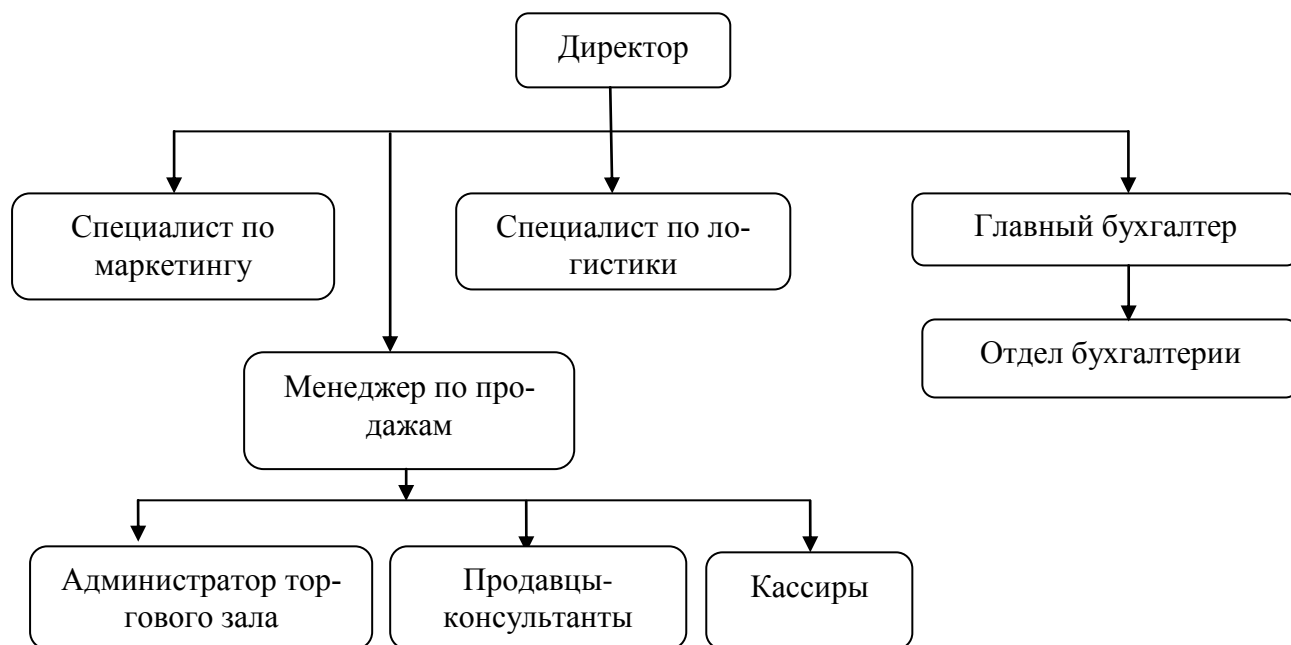 Директор
Специалист по
маркетингу
Специалист по ло-
гистики
Главный бухгалтер
Отдел бухгалтерии
Менеджер по про-
дажам
Администратор тор-
гового зала
Продавцы-
консультанты
Кассиры